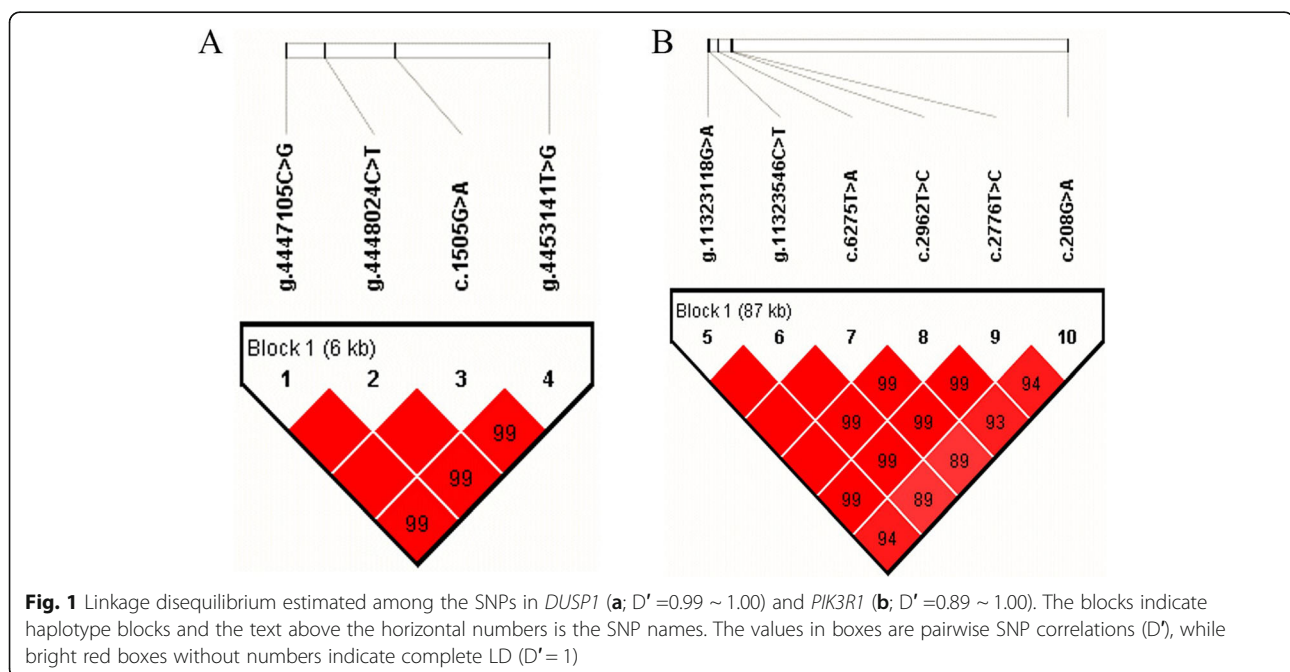 A
B
g.4447105C>G
g.4448024C>T
c.1505G>A
g.4453141T>G
g.11323118G>A
g.11323546C>T
c.6275T>A
c.2962T>C
c.2776T>C
c.208G>A
Block 1 (6 kb)
1 2 3 4
99
99
99
Block 1 (87 kb)
5 6 7 8 9 10
99 99 94
99 99 93
99 89
99 89
94
Fig. 1 Linkage disequilibrium estimated among the SNPs in DUSP1 (a; D′ =0.99 ~ 1.00) and PIK3R1 (b; D′ =0.89 ~ 1.00). The blocks indicate
haplotype blocks and the text above the horizontal numbers is the SNP names. The values in boxes are pairwise SNP correlations (D′), while
bright red boxes without numbers indicate complete LD (D′ = 1)